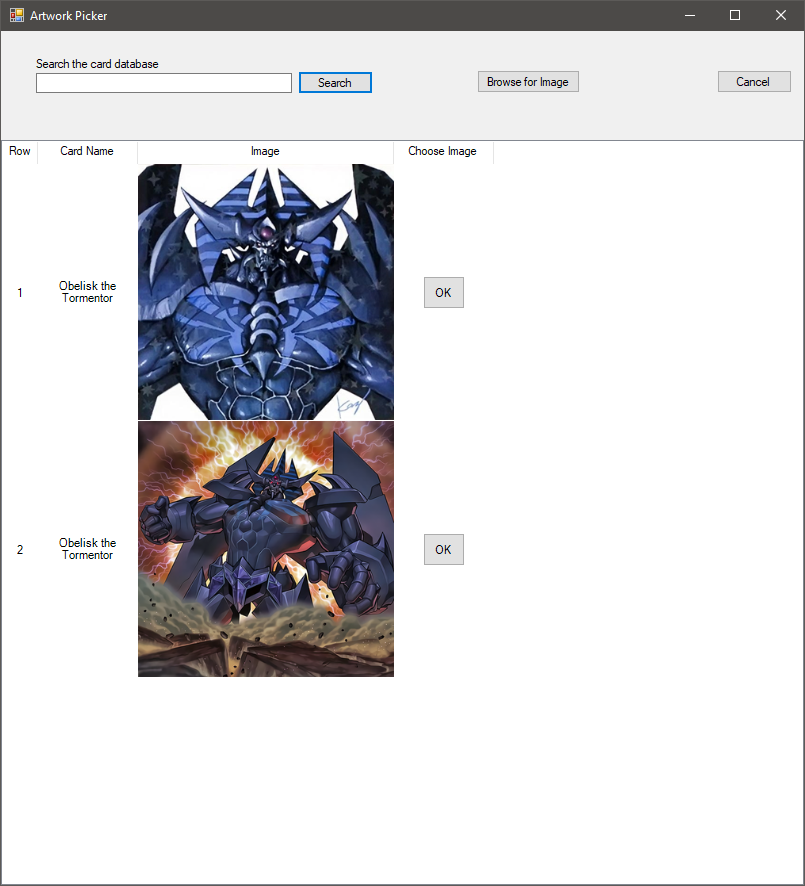 Artwork Picker
Search the card database
Search
Browse for Image
Cancel
Row
Card Name
Image
Choose Image
1
Obelisk the
Tormentor
OK
2
Obelisk the
Tormentor
OK